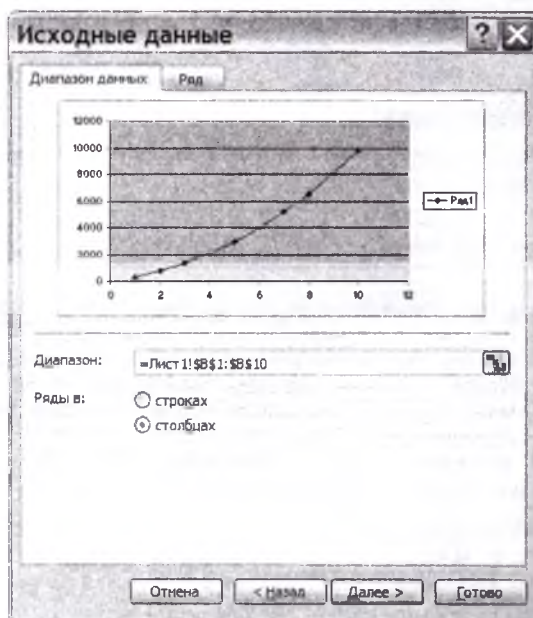 Исходные данные
Диапазон данных Ряд
12000
10000
8000
6000
4000
2000
0
0 2 4 6 8 10 12
Ряд1
Диапазон: =Лист1!$B$1:$B$10
Ряды в: строках
столбцах
Отмена < Назад Далее > Готово